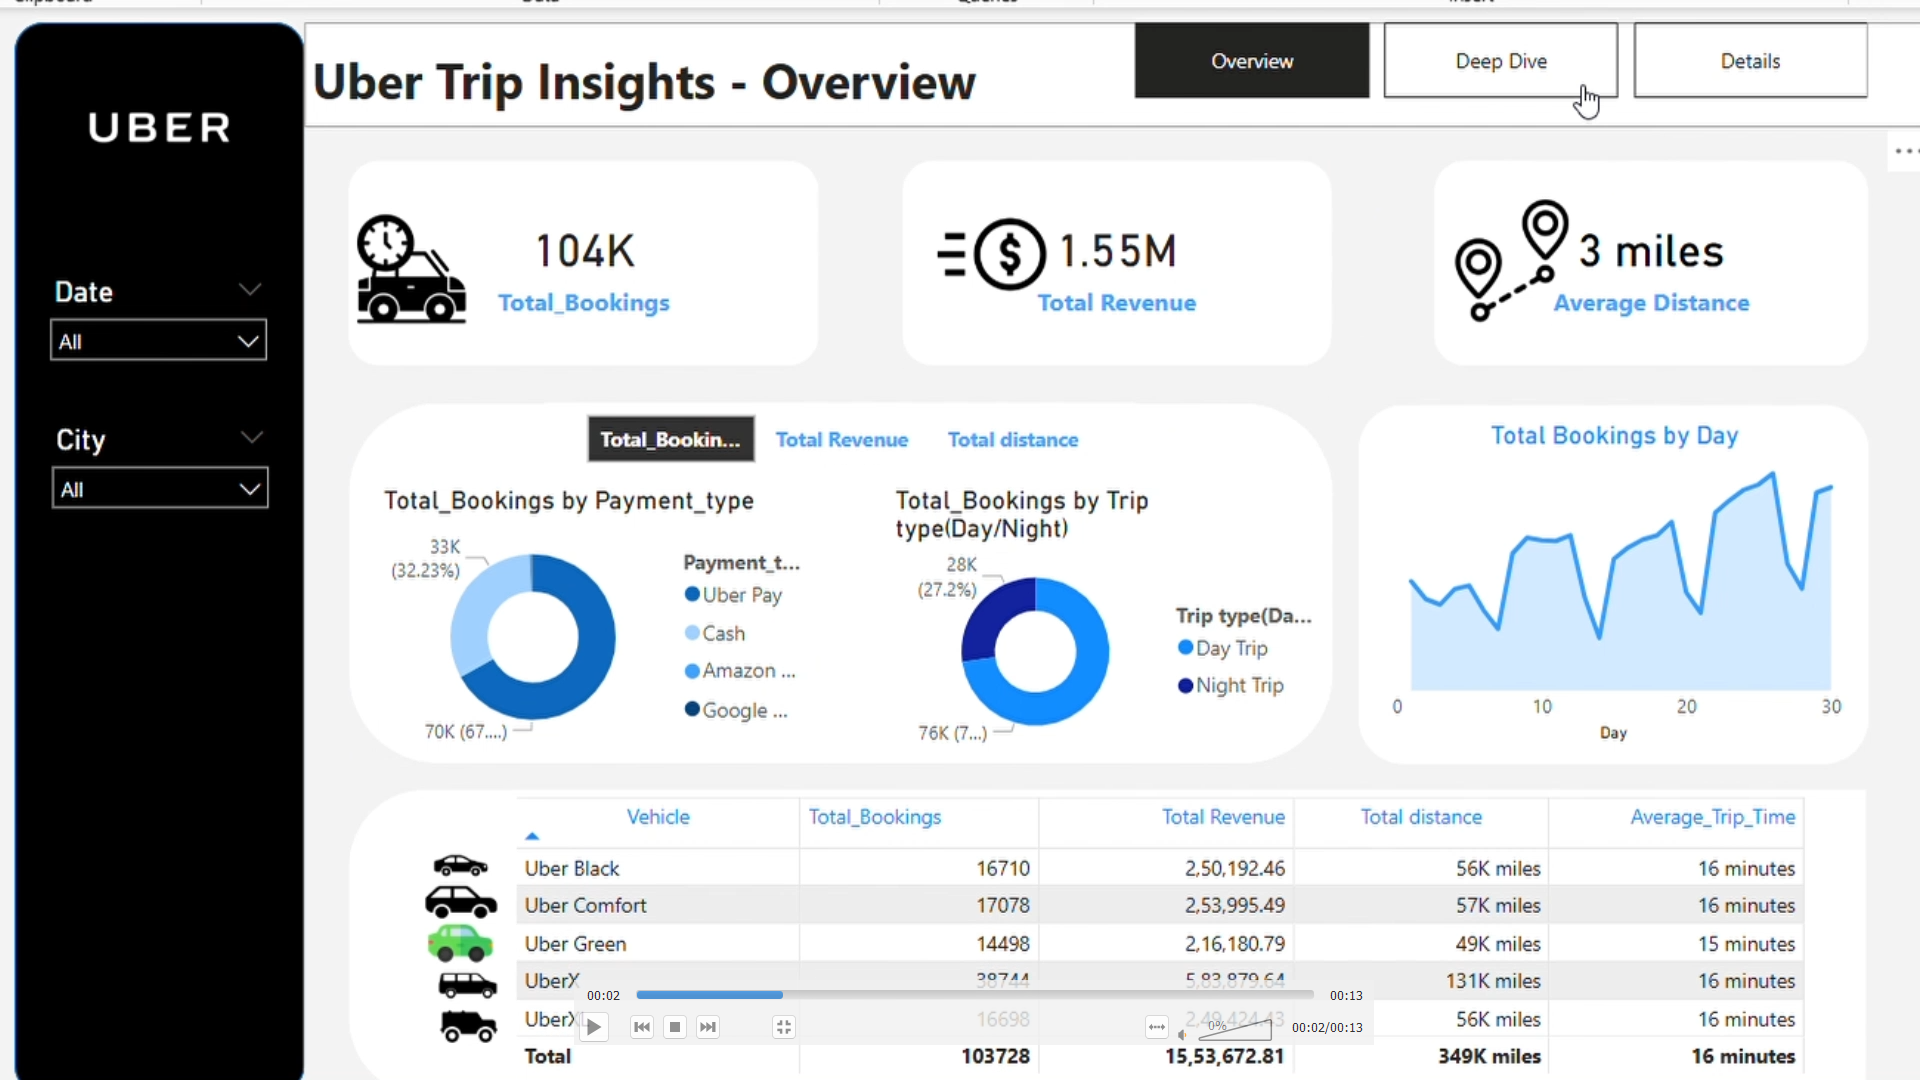 UBER
Uber Trip Insights - Overview
Overview
Deep Dive
Details
Date
All
City
All
104K
Total_Bookings
$ 1.55M
Total Revenue
3 miles
Average Distance
Total_Bookin...
Total Revenue
Total distance
Total_Bookings by Payment_type
33K
(32.23%)
70K (67....)
Payment_t...
Uber Pay
Cash
Amazon ...
Google ...
Total_Bookings by Trip
type(Day/Night)
28K
(27.2%)
76K (7...)
Trip type(Da...
Day Trip
Night Trip
Total Bookings by Day
0 10 20 30
Day
Vehicle Total_Bookings Total Revenue Total distance Average_Trip_Time
Uber Black 16710 2,50,192.46 56K miles 16 minutes
Uber Comfort 17078 2,53,995.49 57K miles 16 minutes
Uber Green 14498 2,16,180.79 49K miles 15 minutes
UberX 38744 5,83,879.64 131K miles 16 minutes
00:02 00:13
16698 2,49,424.43 56K miles 16 minutes
0% 00:02/00:13
Total 103728 15,53,672.81 349K miles 16 minutes